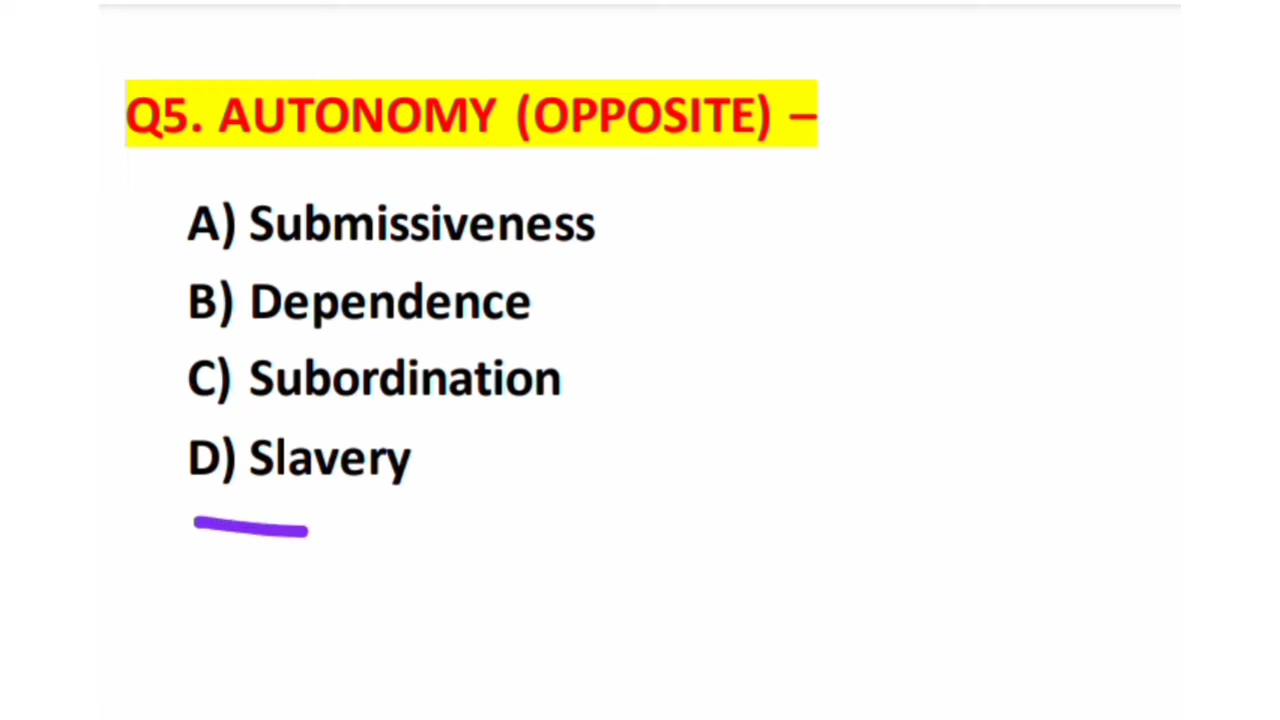 Q5. AUTONOMY (OPPOSITE) –
A) Submissiveness
B) Dependence
C) Subordination
D) Slavery